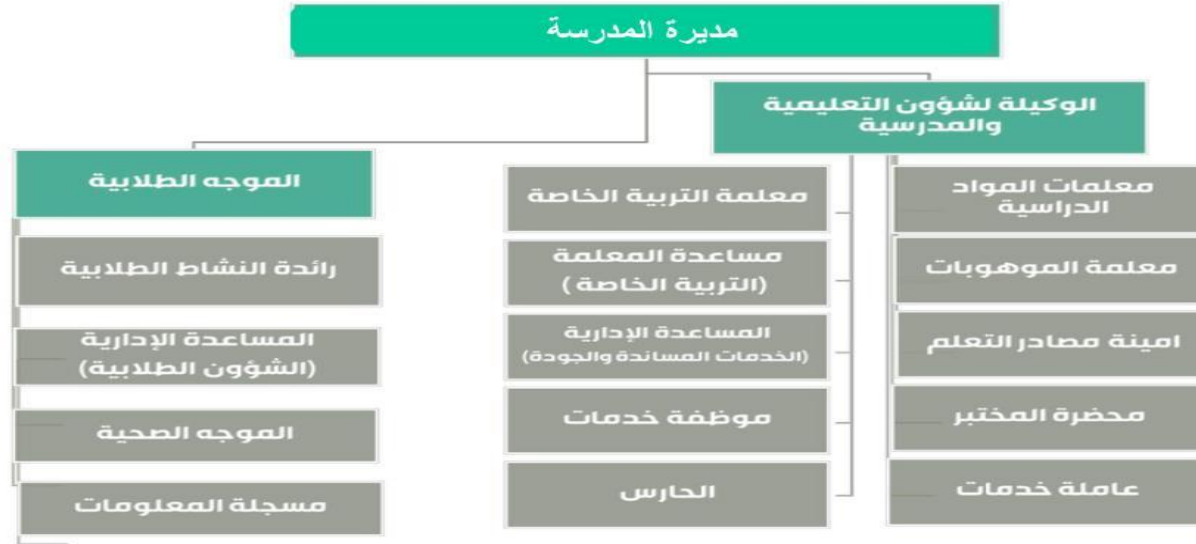 مديرة المدرسة
الوكيلة لشؤون التعليمية
والمدرسية
الموجه الطلابية
معلمات المواد
الدراسية
معلمة الموهوبات
امينة مصادر التعلم
محضرة المختبر
عاملة خدمات
معلمة التربية الخاصة
مساعدة المعلمة
(التربية الخاصة )
المساعدة الإدارية
(الخدمات المساندة والجودة)
موظفة خدمات
الحارس
رائدة النشاط الطلابية
المساعدة الإدارية
(الشؤون الطلابية)
الموجه الصحية
مسجلة المعلومات